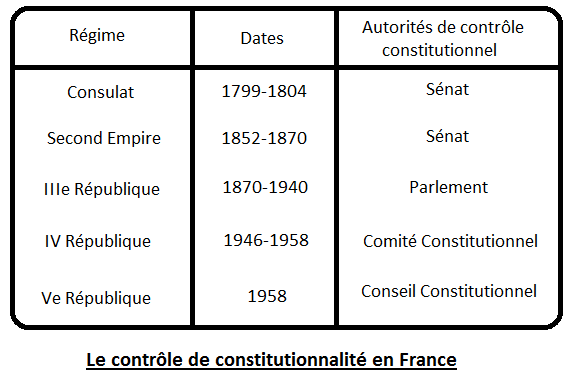 Régime Dates Autorités de contrôle
constitutionnel
Consulat 1799-1804 Sénat
Second Empire 1852-1870 Sénat
IIIe République 1870-1940 Parlement
IV République 1946-1958 Comité Constitutionnel
Ve République 1958 Conseil Constitutionnel
Le contrôle de constitutionnalité en France